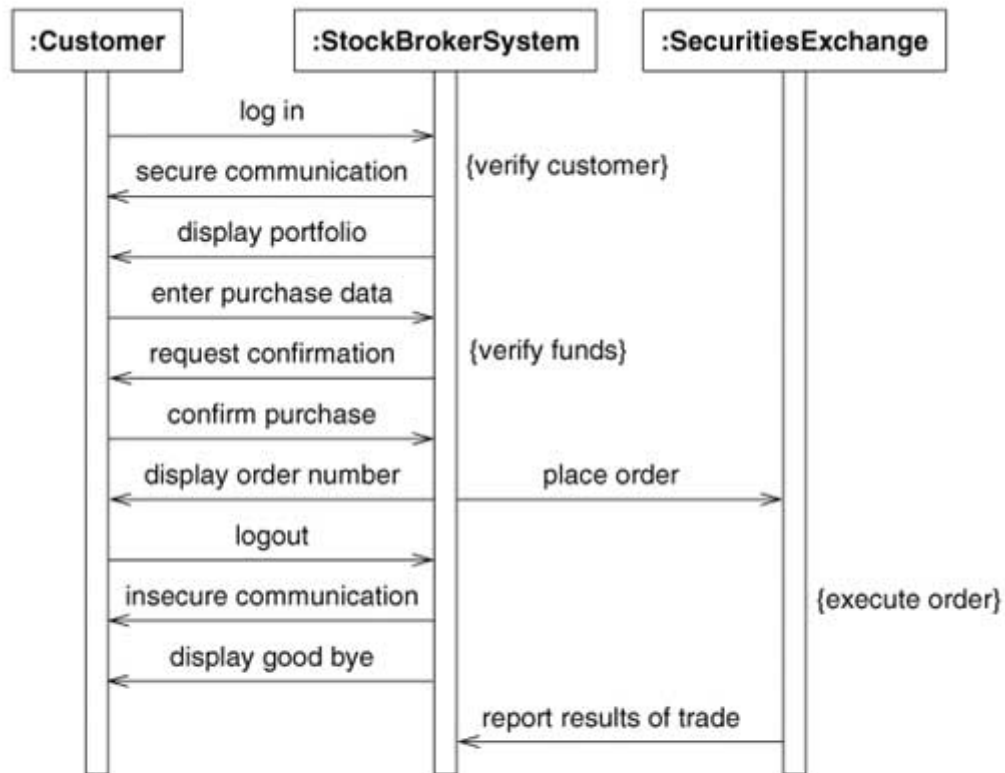 :Customer
:StockBrokerSystem
:SecuritiesExchange
log in
{verify customer}
secure communication
display portfolio
enter purchase data
{verify funds}
request confirmation
confirm purchase
display order number
place order
logout
insecure communication
{execute order}
display good bye
report results of trade